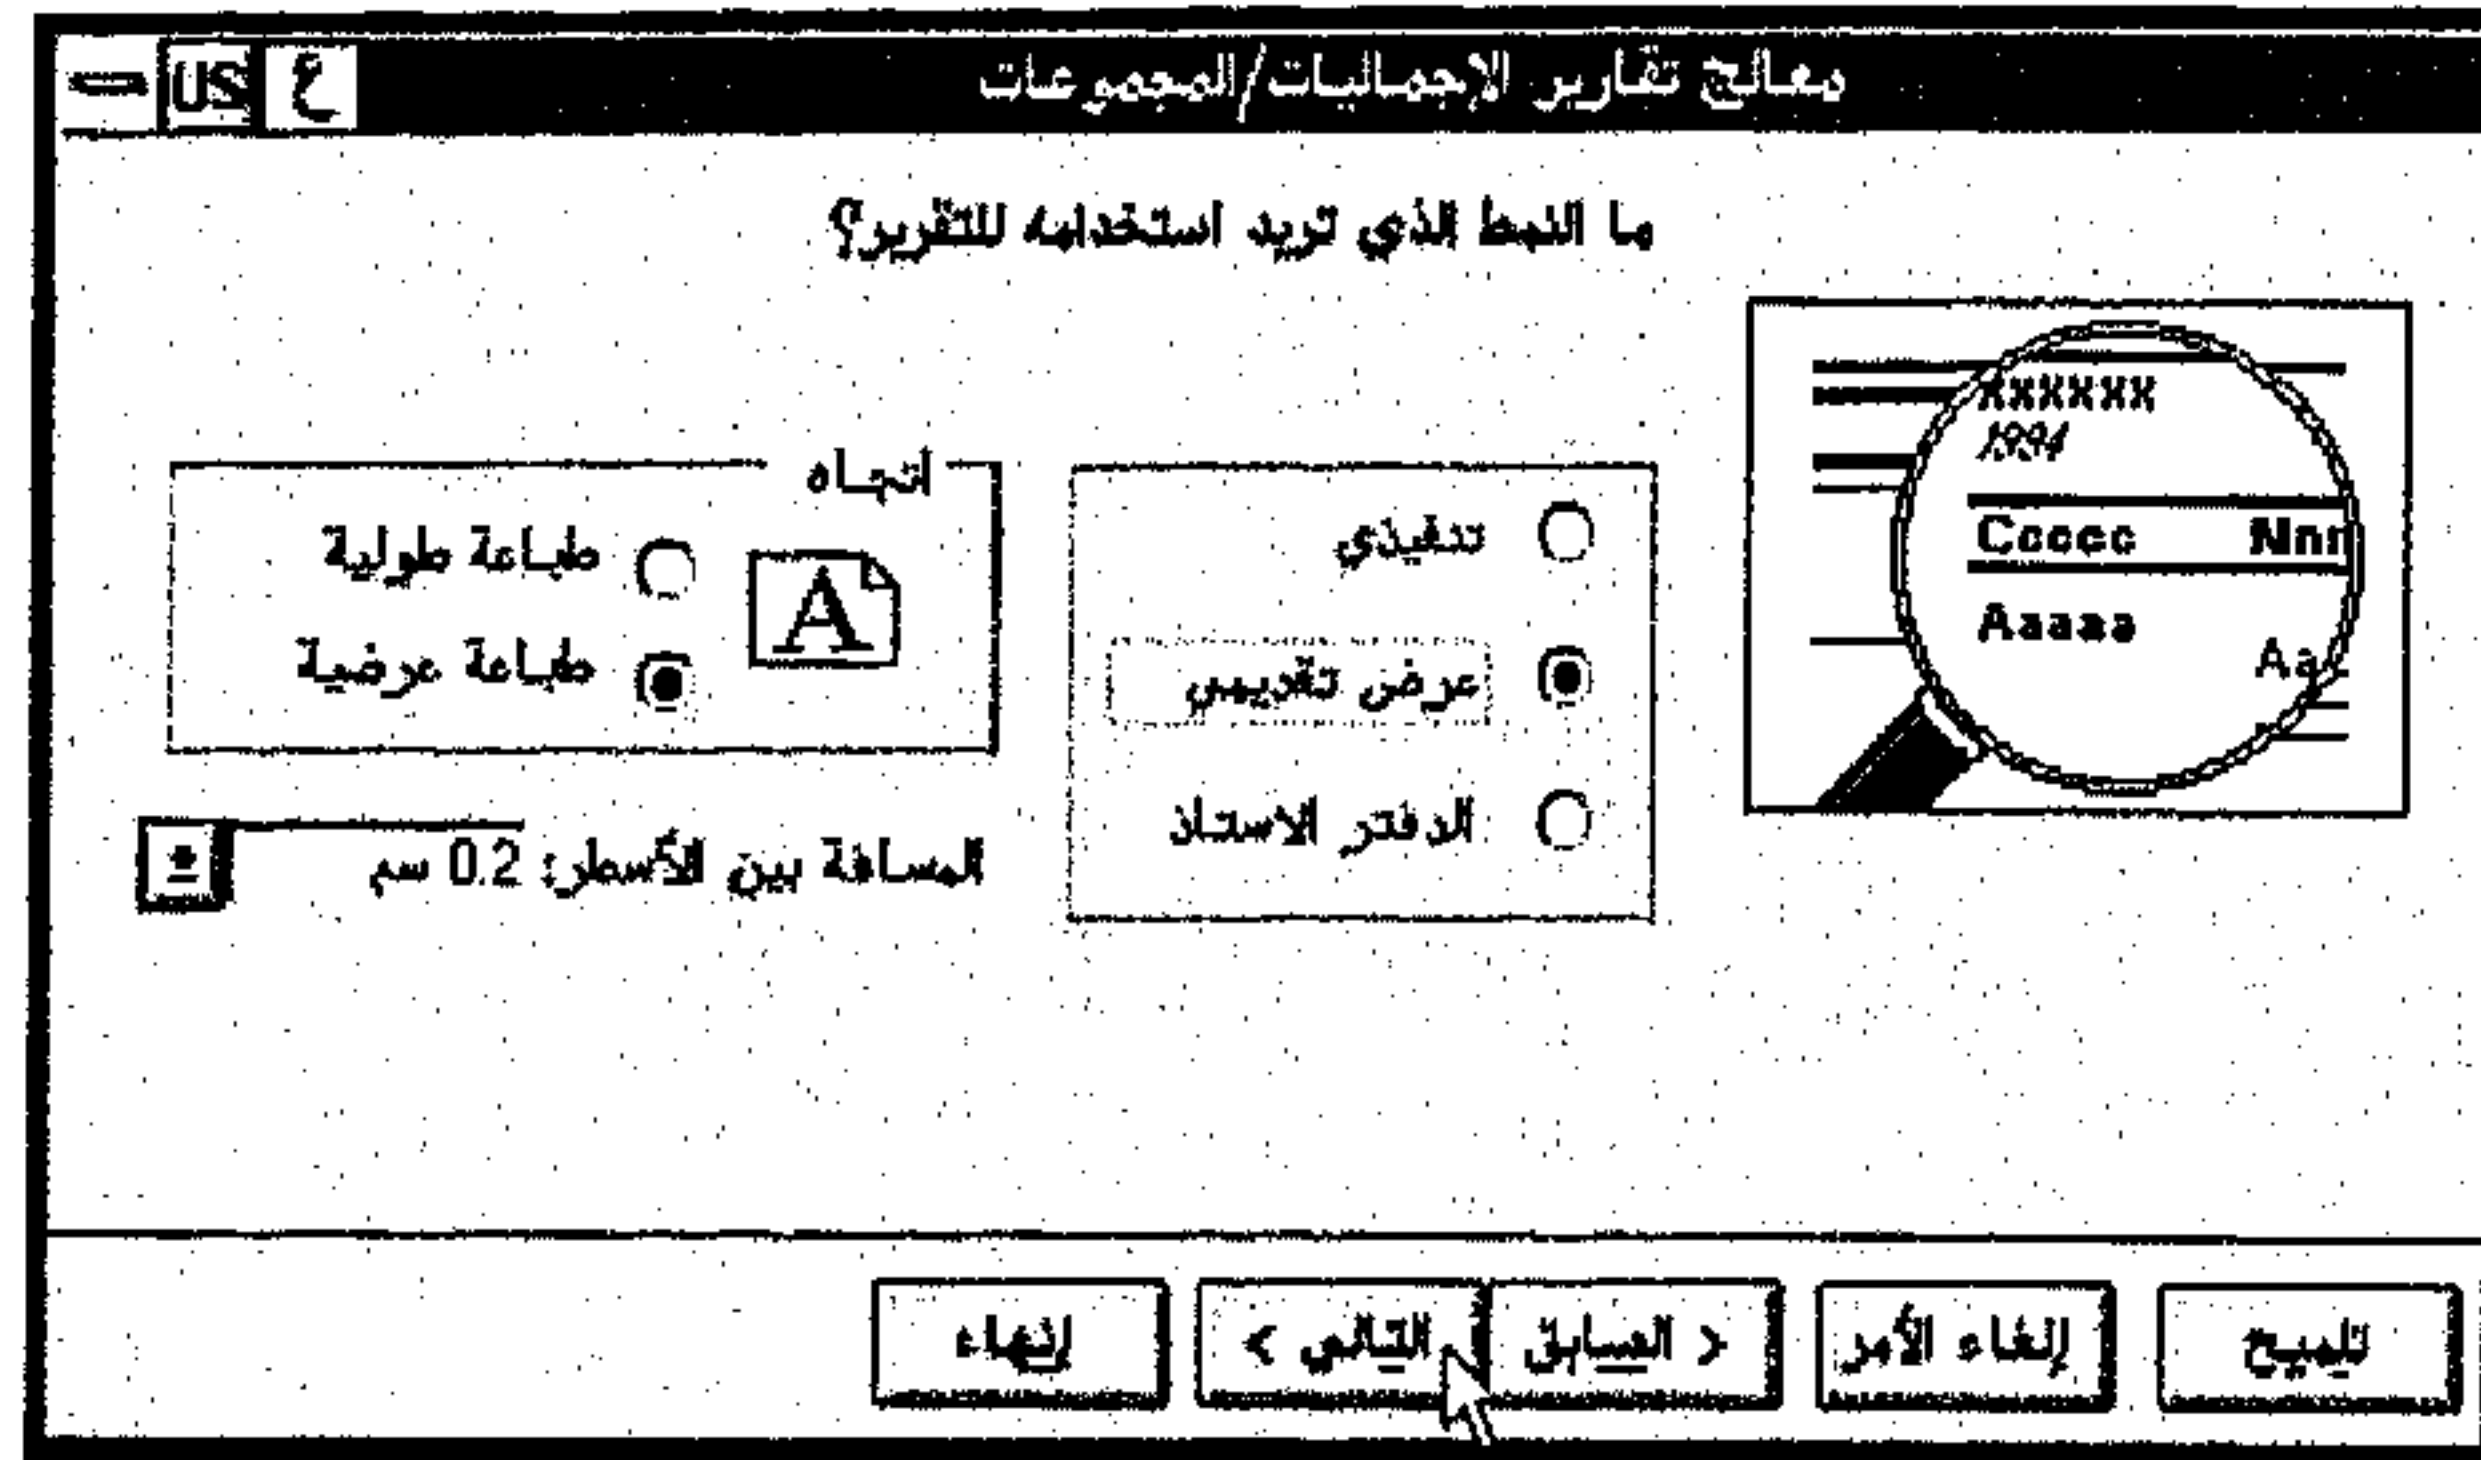 معالج تقارير الإجماليات/المجموعات
ع
US
ما النمط الذي تريد استخدامه للتقرير؟
XXXXXX
1994
Ccccc Nnn
Aaaaa
Aa
تنفيذي
عرض تقديمي
الدفتر الاستاذ
اتجاه
A
طباعة طولية
طباعة عرضية
المسافة بين الأسطر: 0.2 سم
تلميح
إلغاء الأمر
< السابق
التالي >
إنهاء